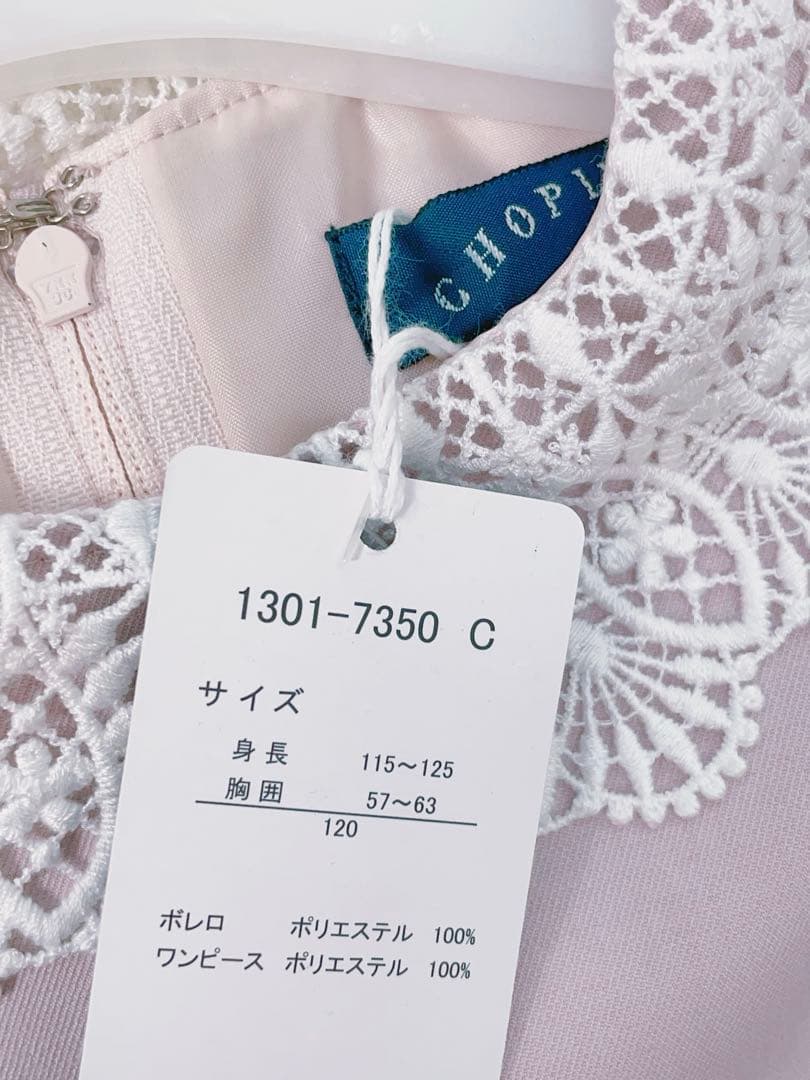 CHOPI
1301-7350 C
サイズ
身長 115～125
胸囲 57～63
120
ボレロ ポリエステル 100%
ワンピース ポリエステル 100%